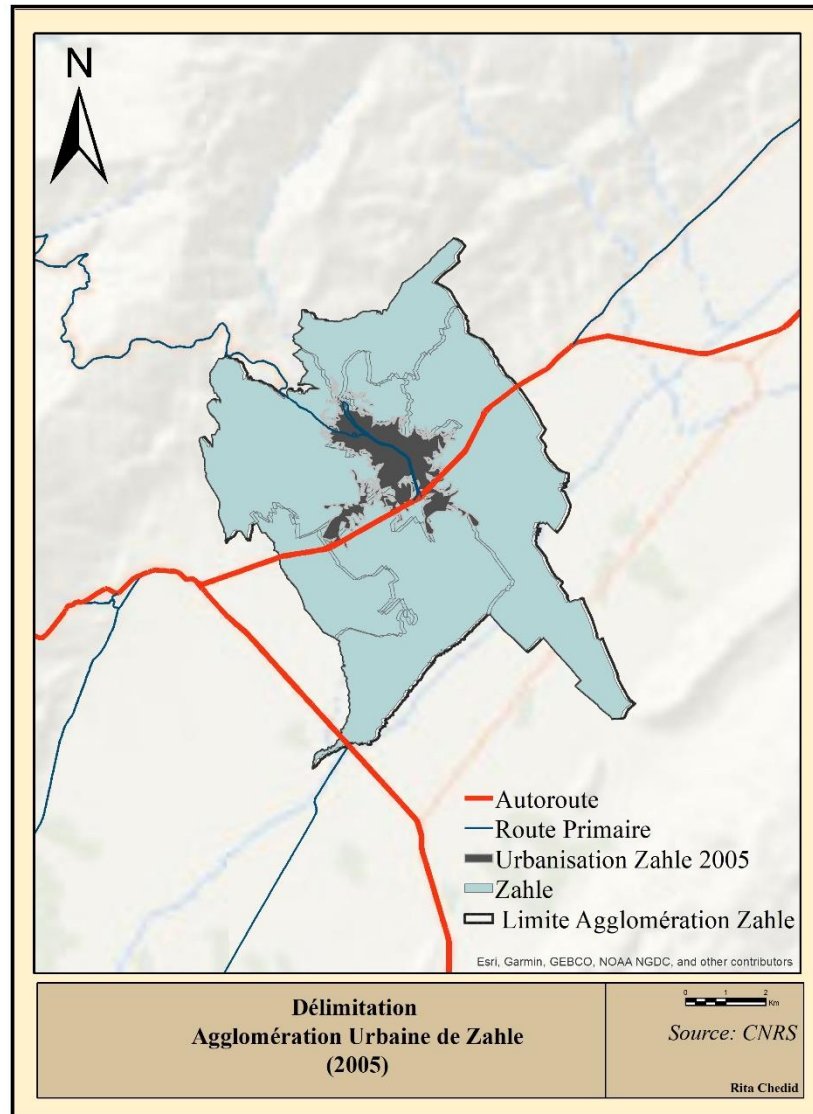 N
Autoroute
Route Primaire
Urbanisation Zahle 2005
Zahle
Limite Agglomération Zahle
Esri, Garmin, GEBCO, NOAA NGDC, and other contributors
Délimitation
Agglomération Urbaine de Zahle
(2005)
0 1 2
Km
Source: CNRS
Rita Chedid